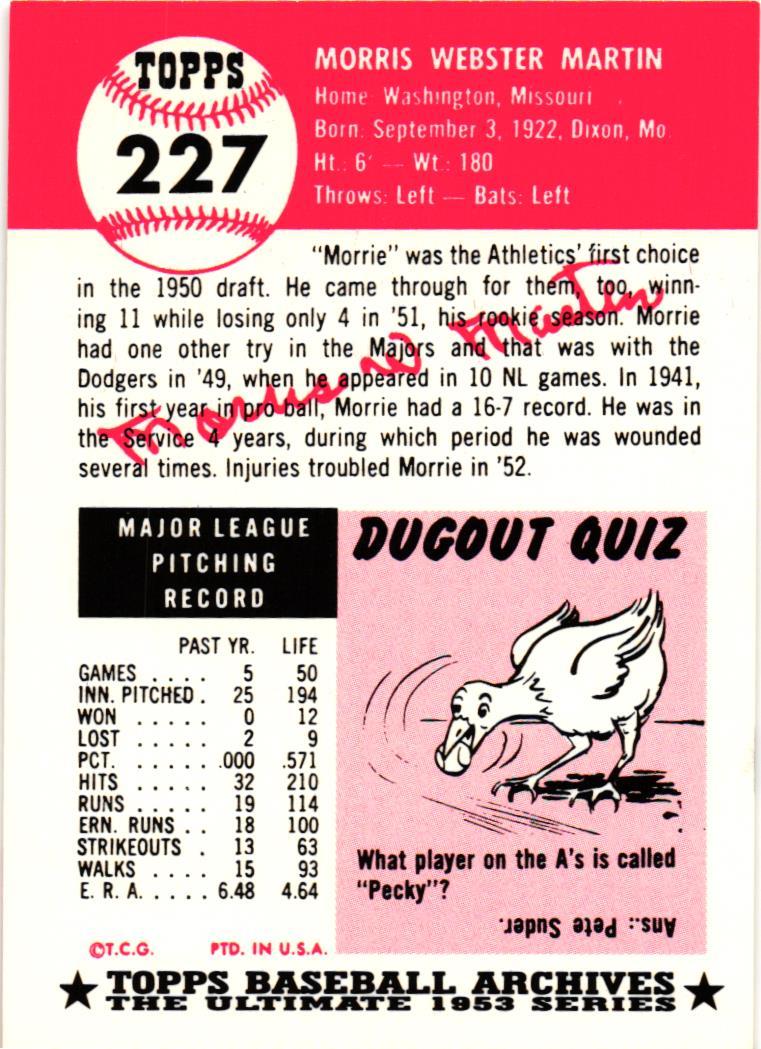 TOPPS
227
MORRIS WEBSTER MARTIN
Home: Washington, Missouri
Born: September 3, 1922, Dixon, Mo.
Ht.: 6' — Wt.: 180
Throws: Left — Bats: Left
"Morrie" was the Athletics' first choice
in the 1950 draft. He came through for them, too, winn-
ing 11 while losing only 4 in '51, his rookie season. Morrie
had one other try in the Majors and that was with the
Dodgers in '49, when he appeared in 10 NL games. In 1941,
his first year in pro ball, Morrie had a 16-7 record. He was in
the Service 4 years, during which period he was wounded
several times. Injuries troubled Morrie in '52.
Morris W Martin
MAJOR LEAGUE
PITCHING
RECORD
PAST YR. LIFE
GAMES . . . . 5 50
INN. PITCHED . 25 194
WON . . . . . 0 12
LOST . . . . . 2 9
PCT. . . . . . .000 .571
HITS . . . . . 32 210
RUNS . . . . . 19 114
ERN. RUNS . . 18 100
STRIKEOUTS . 13 63
WALKS . . . . 15 93
E. R. A. . . . . 6.48 4.64
©T.C.G. PTD. IN U.S.A.
DUGOUT QUIZ
What player on the A's is called
"Pecky"?
Ans.: Pete Suder.
TOPPS BASEBALL ARCHIVES
THE ULTIMATE 1953 SERIES